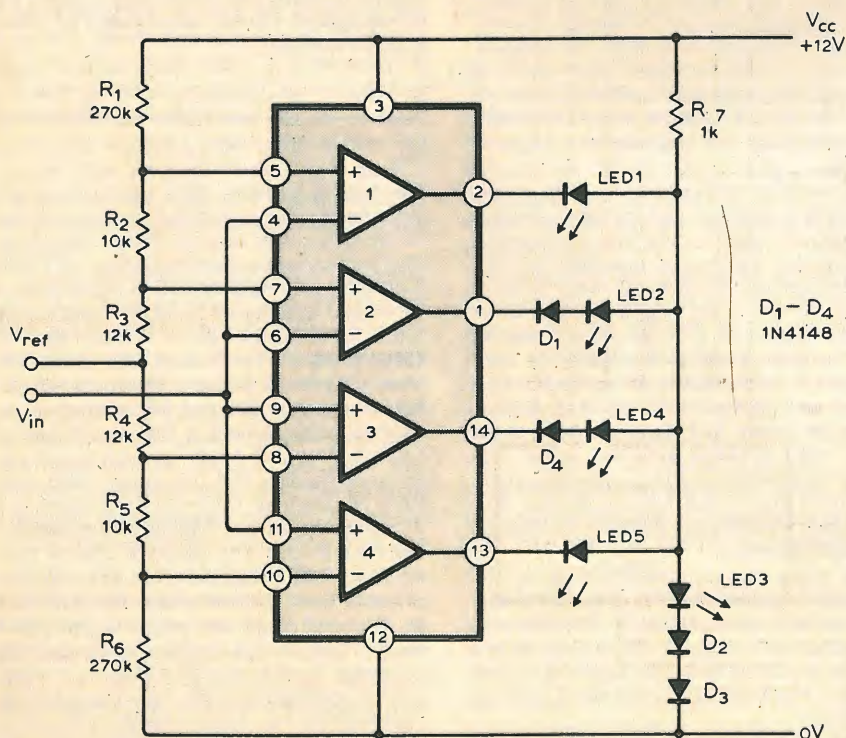 Vcc
+12V
R1
270k
3
R7
1k
5
+
1
2
LED1
4
−
R2
10k
7
+
2
1
D1
LED2
D1 – D4
1N4148
R3
12k
6
−
Vref
Vin
9
+
3
14
D4
LED4
R4
12k
8
−
R5
10k
11
+
4
13
LED5
10
−
LED3
12
D2
R6
270k
D3
0V